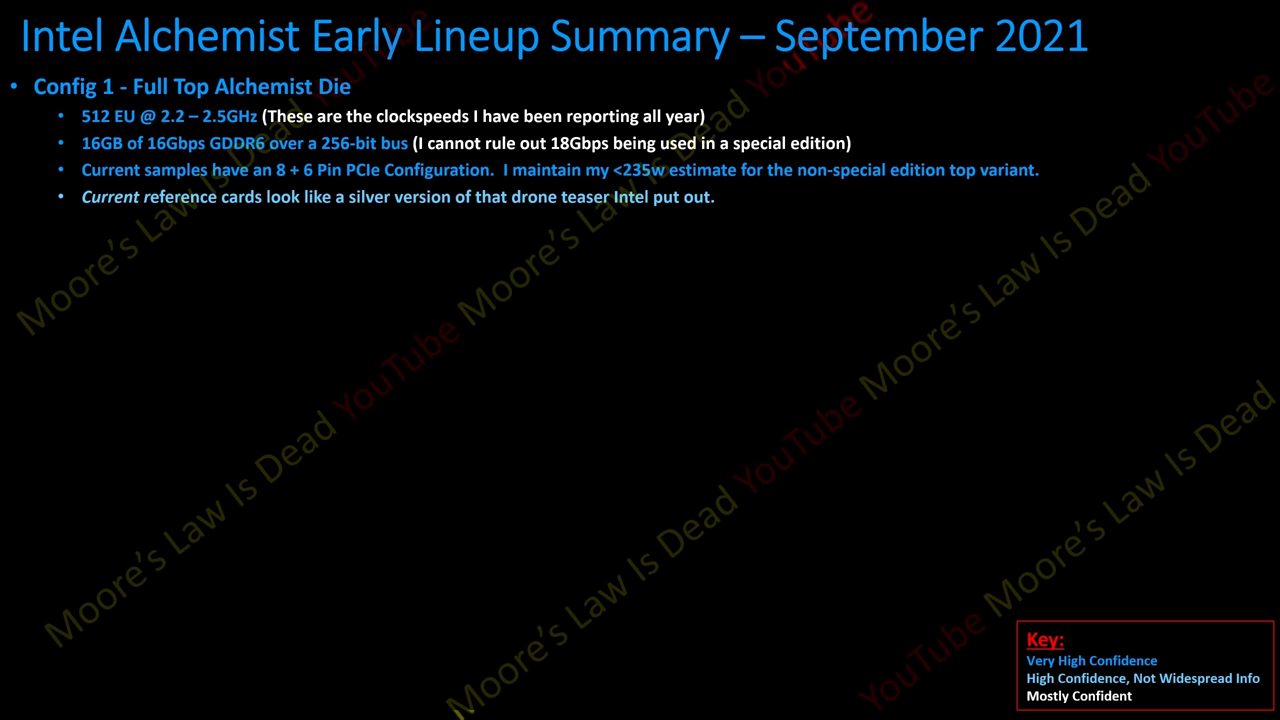 Intel Alchemist Early Lineup Summary – September 2021
• Config 1 - Full Top Alchemist Die
• 512 EU @ 2.2 – 2.5GHz (These are the clockspeeds I have been reporting all year)
• 16GB of 16Gbps GDDR6 over a 256-bit bus (I cannot rule out 18Gbps being used in a special edition)
• Current samples have an 8 + 6 Pin PCIe Configuration.  I maintain my <235w estimate for the non-special edition top variant.
• Current reference cards look like a silver version of that drone teaser Intel put out.
Moore's Law Is Dead YouTube
Moore's Law Is Dead YouTube
Moore's Law Is Dead YouTube
Moore's Law Is Dead YouTube
Moore's Law Is Dead YouTube
Moore's Law Is Dead
Key:
Very High Confidence
High Confidence, Not Widespread Info
Mostly Confident